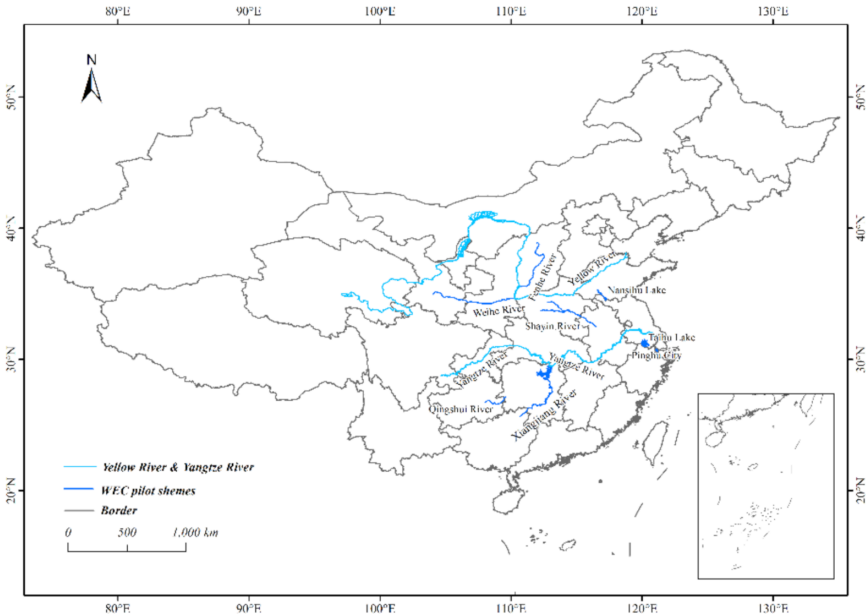 80°E 90°E 100°E 110°E 120°E 130°E
N
50°N 50°N
40°N 40°N
Yellow River
Fenhe River
Nansihu Lake
Weihe River
Shayin River
Taihu Lake
Pinghu City
30°N 30°N
Yangtze River
Yangtze River
Qingshui River
Xiangjiang River
Yellow River & Yangtze River
WEC pilot shemes
Border
20°N 20°N
0 500 1,000 km
80°E 90°E 100°E 110°E 120°E 130°E